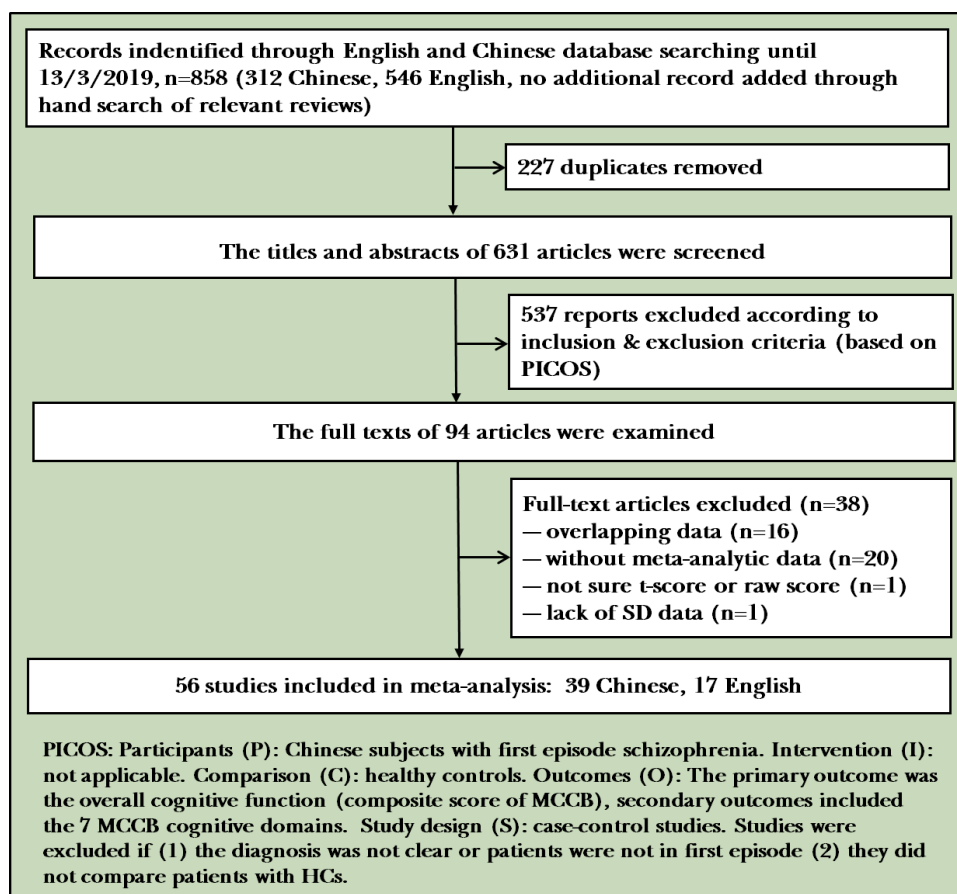 Records indentified through English and Chinese database searching until
13/3/2019, n=858 (312 Chinese, 546 English, no additional record added through
hand search of relevant reviews)
227 duplicates removed
The titles and abstracts of 631 articles were screened
537 reports excluded according to
inclusion & exclusion criteria (based on
PICOS)
The full texts of 94 articles were examined
Full-text articles excluded (n=38)
— overlapping data (n=16)
— without meta-analytic data (n=20)
— not sure t-score or raw score (n=1)
— lack of SD data (n=1)
56 studies included in meta-analysis: 39 Chinese, 17 English
PICOS: Participants (P): Chinese subjects with first episode schizophrenia. Intervention (I):
not applicable. Comparison (C): healthy controls. Outcomes (O): The primary outcome was
the overall cognitive function (composite score of MCCB), secondary outcomes included
the 7 MCCB cognitive domains. Study design (S): case-control studies. Studies were
excluded if (1) the diagnosis was not clear or patients were not in first episode (2) they did
not compare patients with HCs.